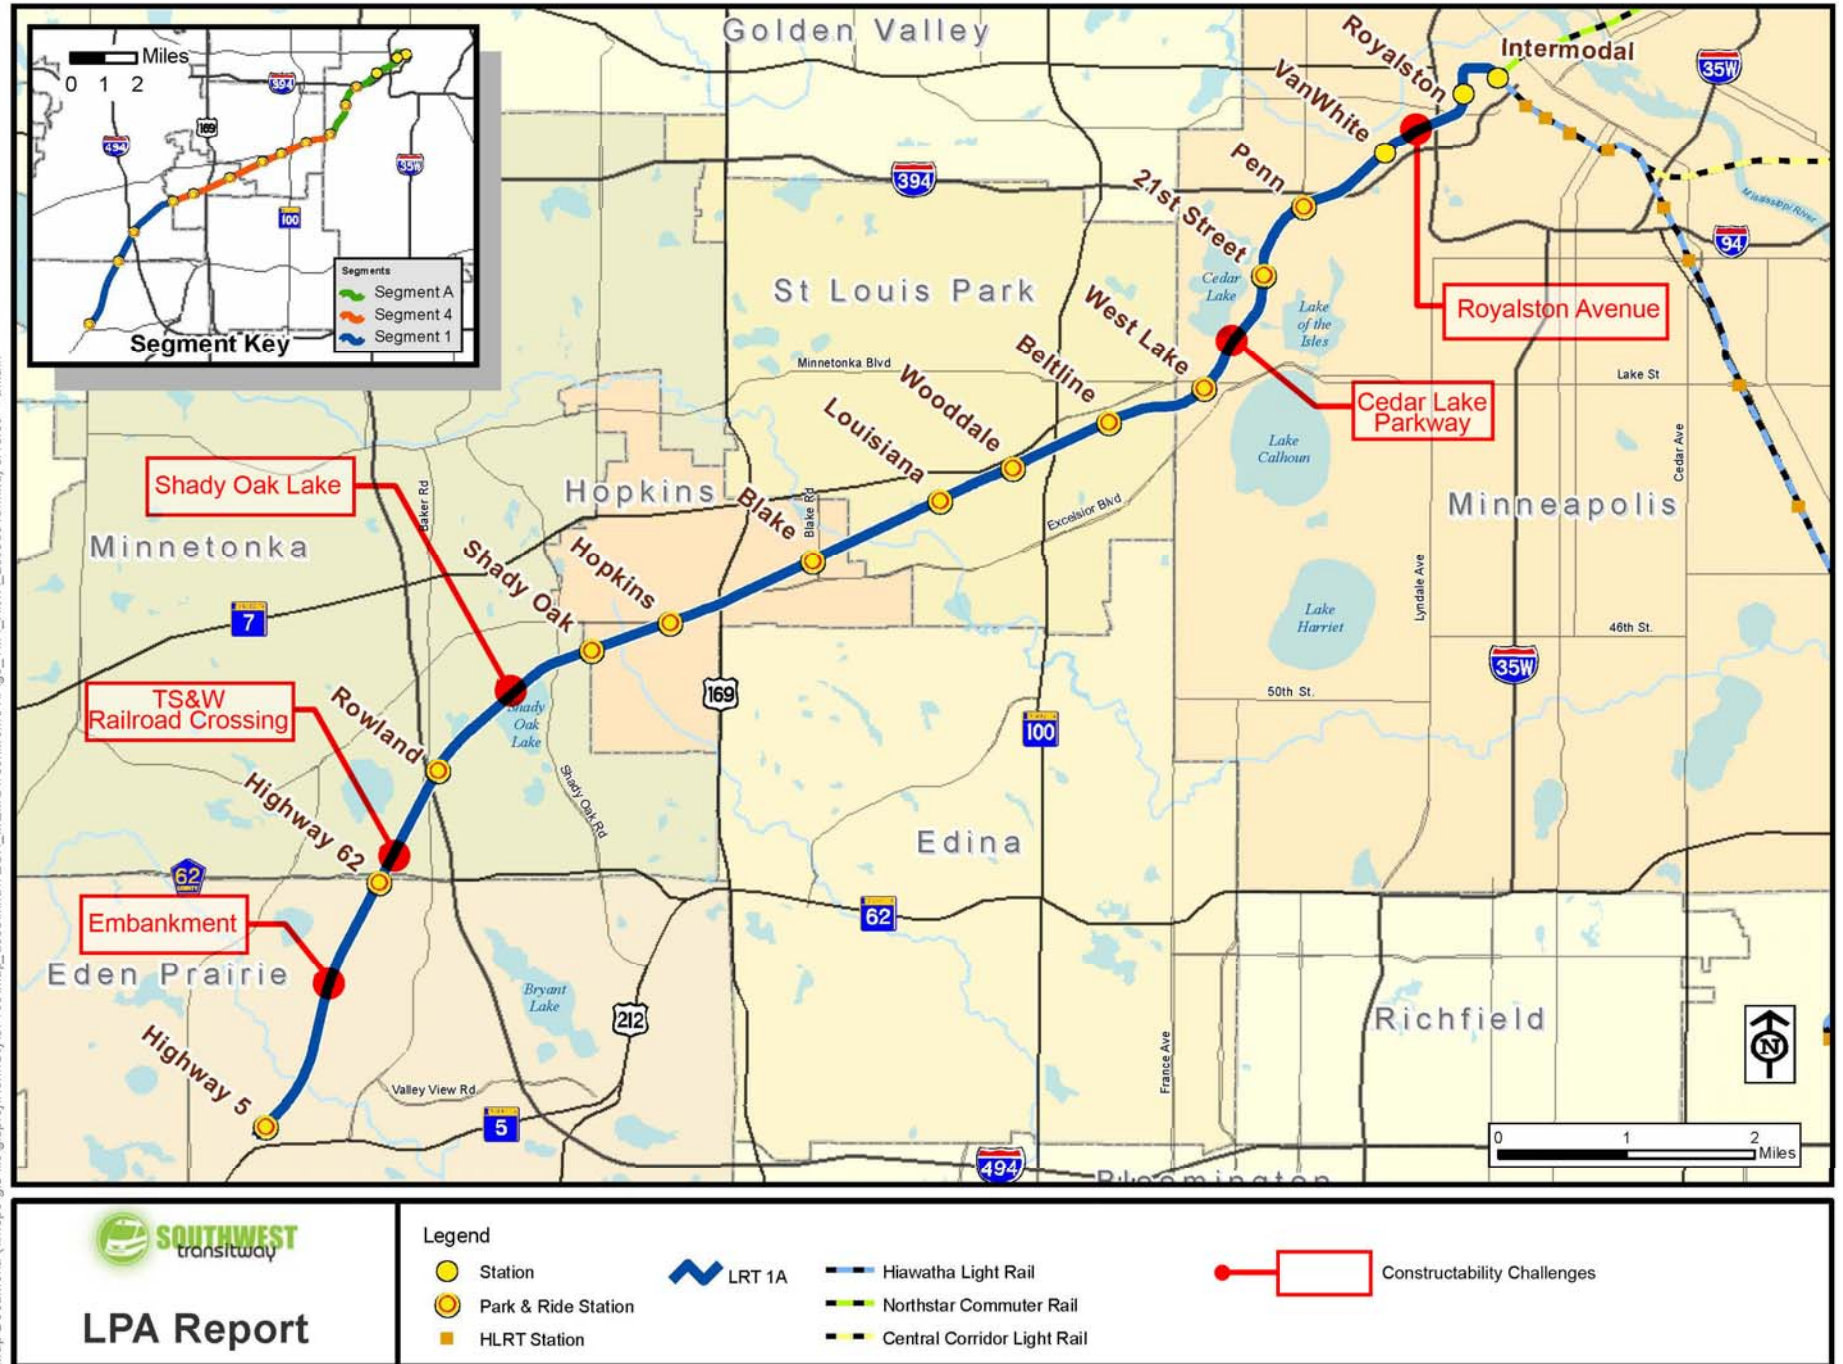 Golden Valley
Royalston
Intermodal
35W
Miles
0 1 2
394
169
494
35W
100
Segments
Segment A
Segment 4
Segment 1
Segment Key
VanWhite
Penn
21st Street
394
Mississippi River
94
St Louis Park
Cedar
Lake
Lake
of the
Isles
Royalston Avenue
West Lake
Minnetonka Blvd
Beltline
Lake St
Wooddale
Cedar Lake
Parkway
Louisiana
Lake
Calhoun
Cedar Ave
Shady Oak Lake
Baker Rd
Hopkins
Blake
Blake Rd
Excelsior Blvd
Minneapolis
Minnetonka
Shady Oak
Hopkins
Lyndale Ave
7
Lake
Harriet
46th St.
35W
TS&W
Railroad Crossing
Rowland
Shady
Oak
Lake
169
100
50th St.
Highway 62
Shady Oak Rd
Edina
62
COUNTY
Embankment
62
Eden Prairie
Bryant
Lake
212
Richfield
N
Highway 5
Valley View Rd
France Ave
5
494
Bloomington
0 1 2
Miles
SOUTHWEST
transitway
LPA Report
Legend
Station
Park & Ride Station
HLRT Station
LRT 1A
Hiawatha Light Rail
Northstar Commuter Rail
Central Corridor Light Rail
Constructability Challenges